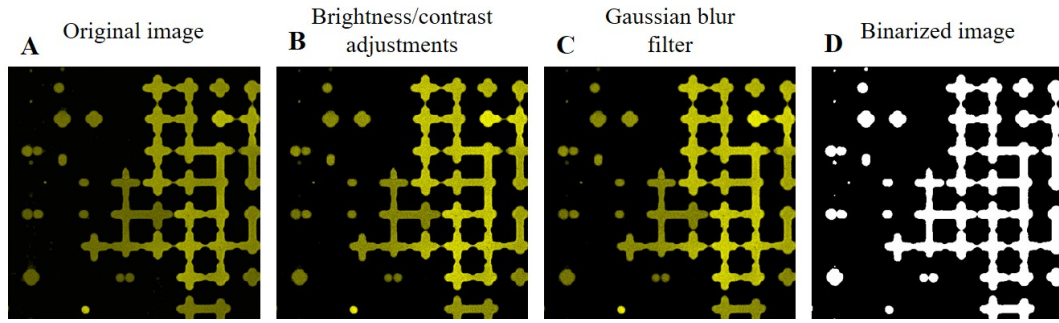 A Original image
B Brightness/contrast
adjustments
C Gaussian blur
filter
D Binarized image